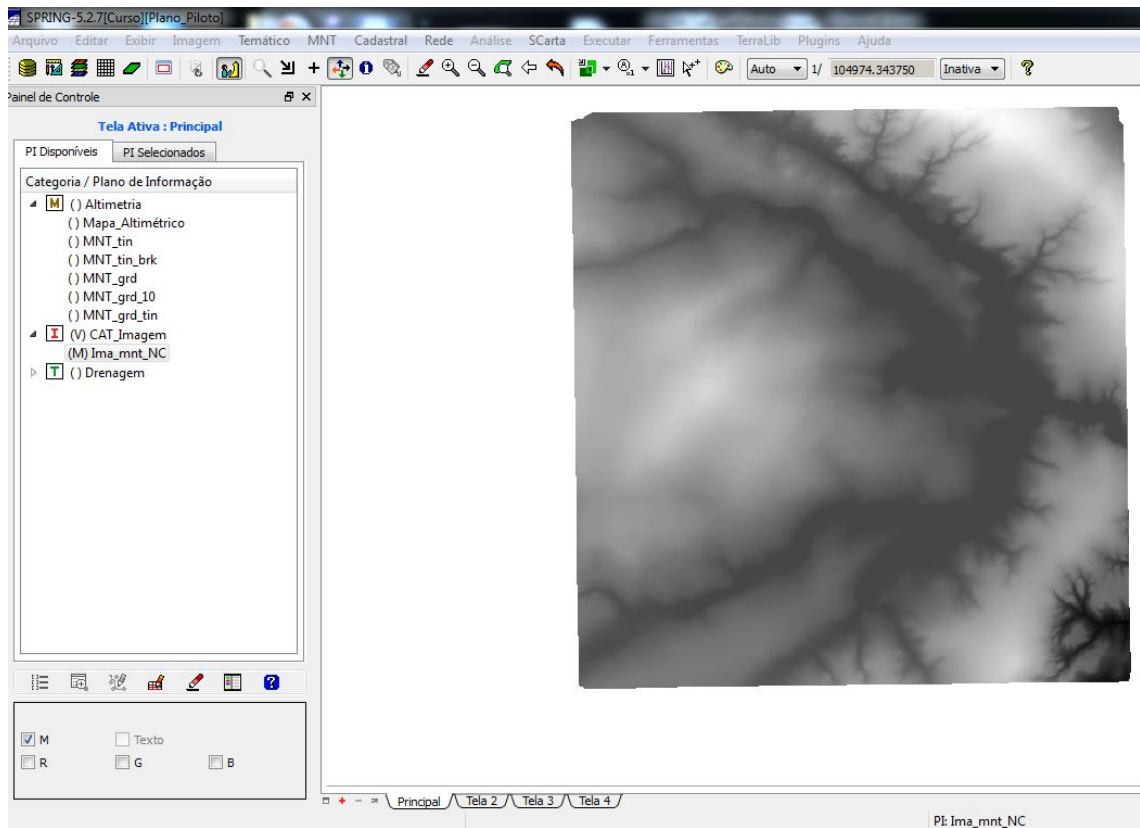 SPRING-5.2.7[Curso][Plano_Piloto]
Arquivo Editar Exibir Imagem Temático MNT Cadastral Rede Análise SCarta Executar Ferramentas TerraLib Plugins Ajuda
Auto 1/ 104974.343750 Inativa
Painel de Controle
Tela Ativa : Principal
PI Disponíveis PI Selecionados
Categoria / Plano de Informação
M () Altimetria
() Mapa_Altimétrico
() MNT_tin
() MNT_tin_brk
() MNT_grd
() MNT_grd_10
() MNT_grd_tin
I (V) CAT_Imagem
(M) Ima_mnt_NC
T () Drenagem
M Texto
R G B
Principal Tela 2 Tela 3 Tela 4
PI: Ima_mnt_NC